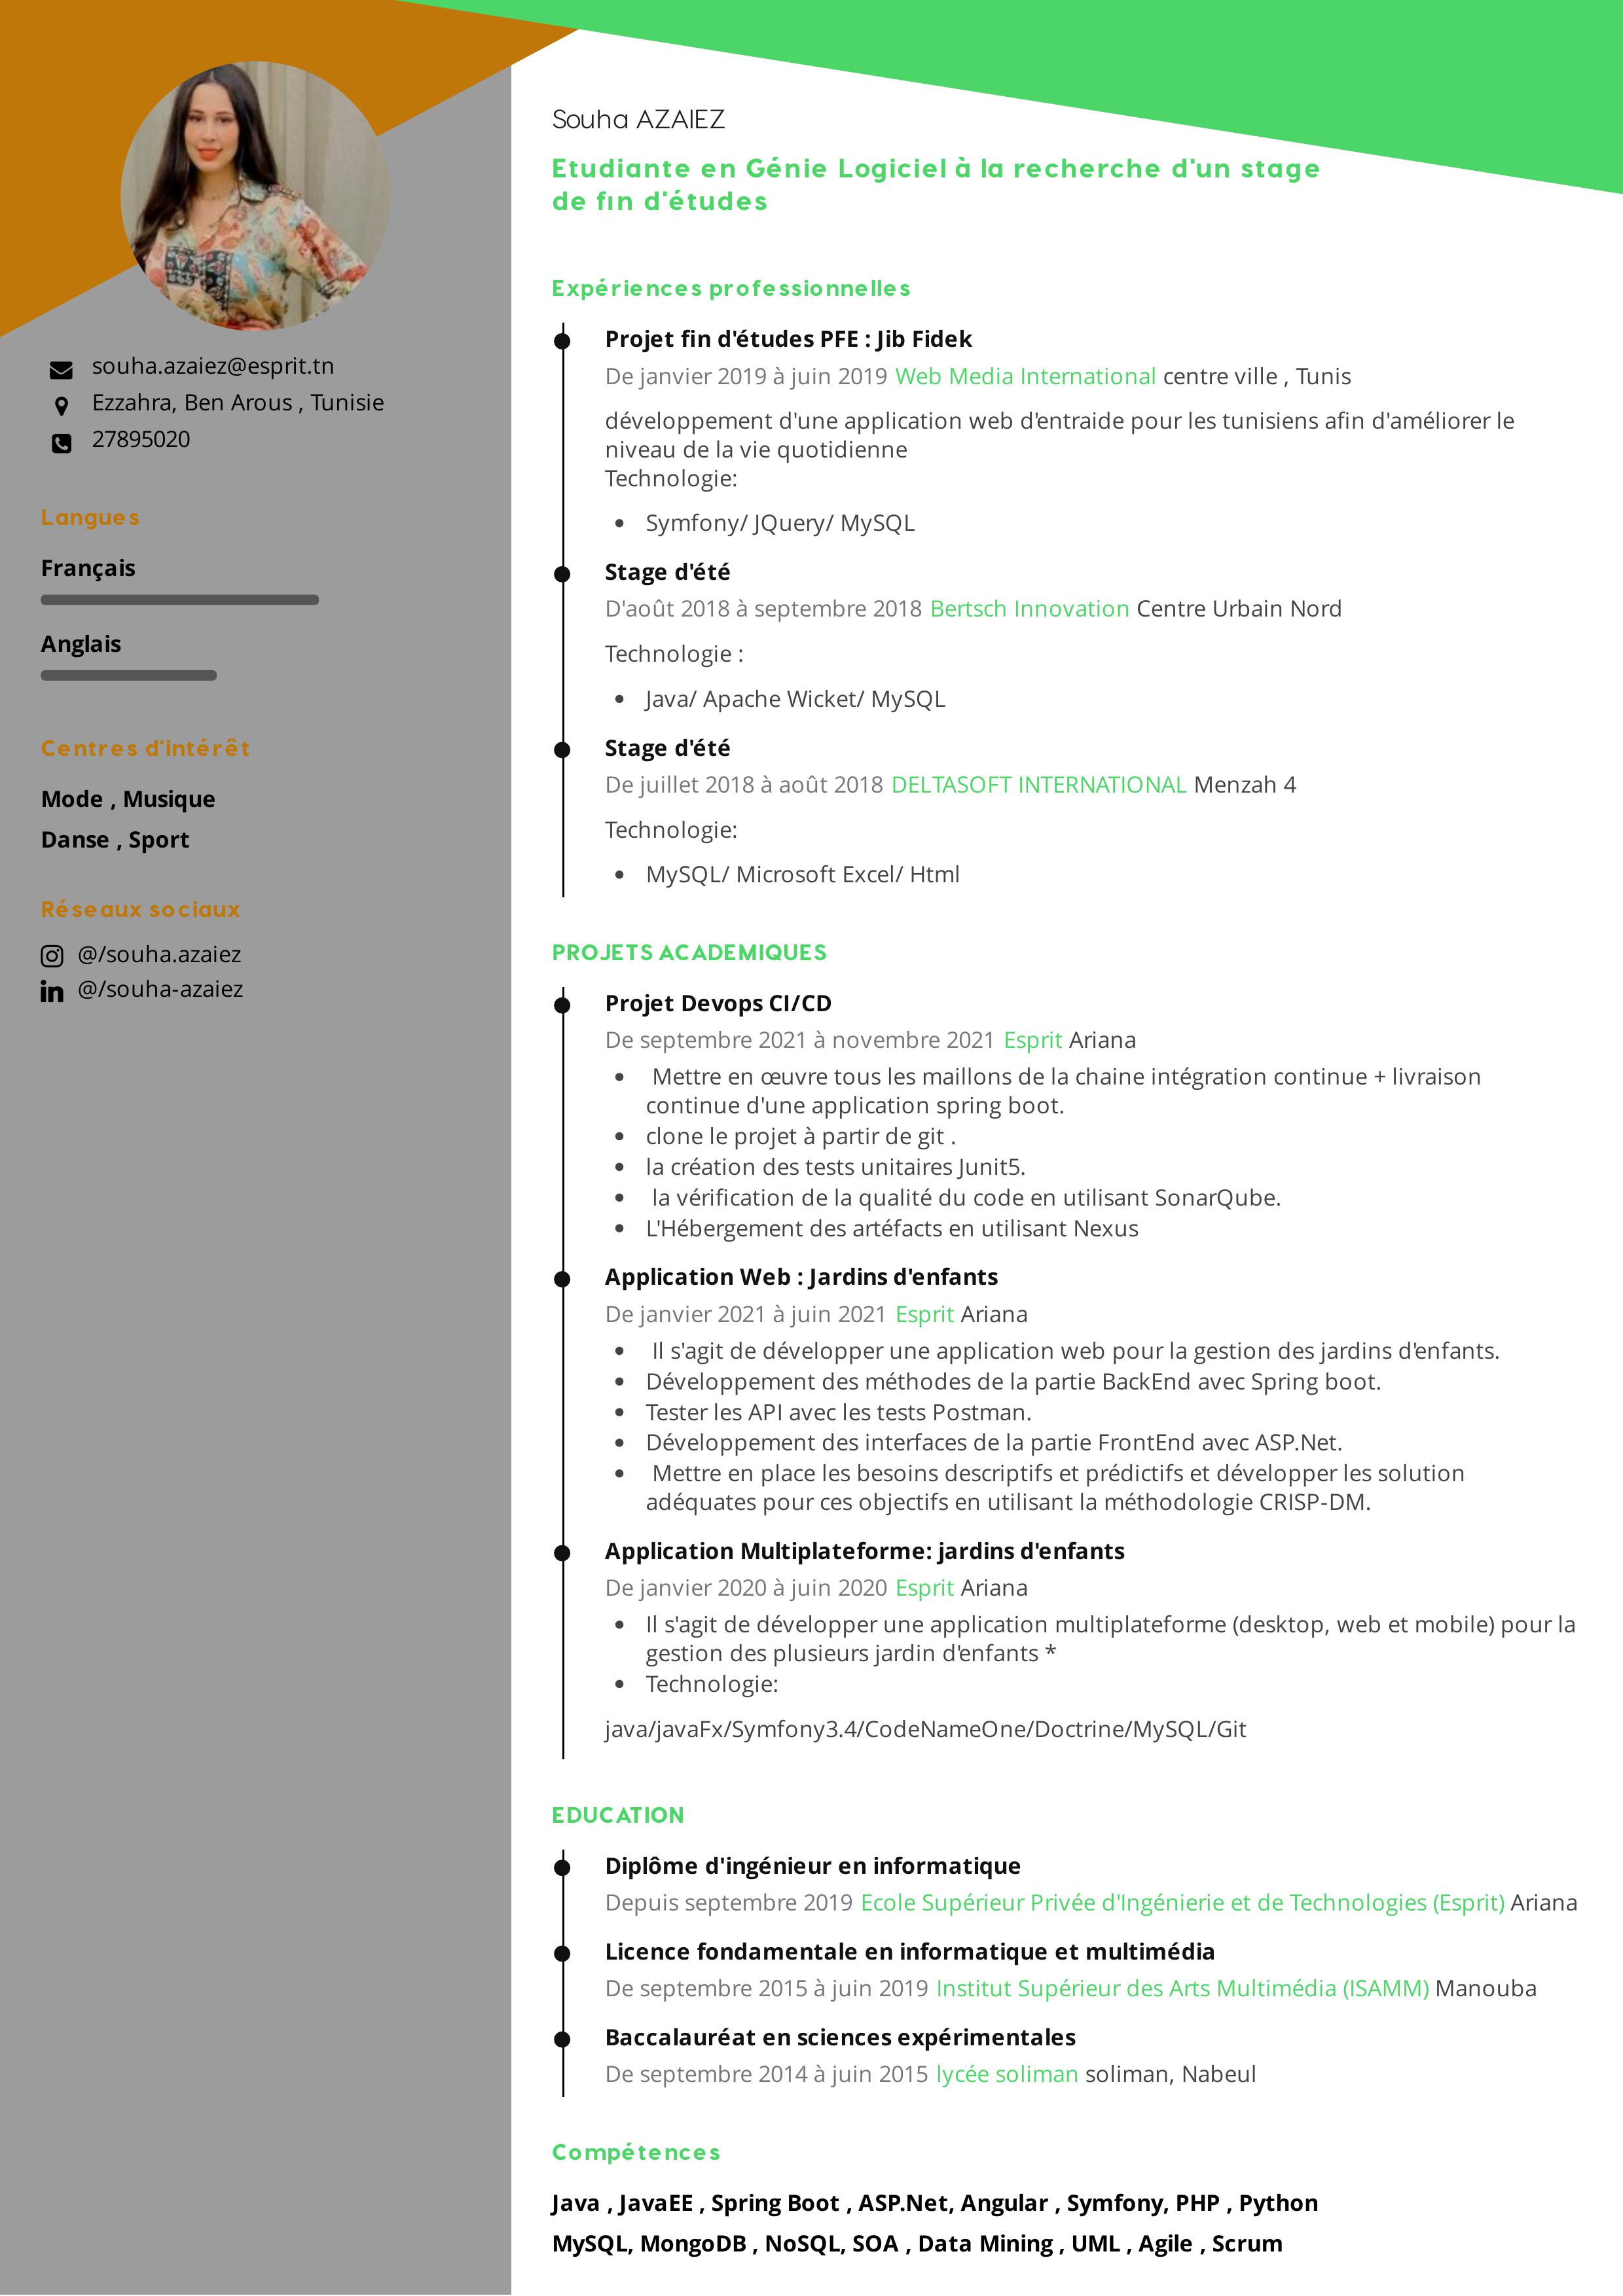 souha.azaiez@esprit.tn
Ezzahra, Ben Arous , Tunisie
27895020
Langues
Français
Anglais
Centres d'intérêt
Mode , Musique
Danse , Sport
Réseaux sociaux
@/souha.azaiez
@/souha-azaiez
Souha AZAIEZ
Etudiante en Génie Logiciel à la recherche d'un stage
de fin d'études
Expériences professionnelles
Projet fin d'études PFE : Jib Fidek
De janvier 2019 à juin 2019 Web Media International centre ville , Tunis
développement d'une application web d'entraide pour les tunisiens afin d'améliorer le
niveau de la vie quotidienne
Technologie:
• Symfony/ JQuery/ MySQL
Stage d'été
D'août 2018 à septembre 2018 Bertsch Innovation Centre Urbain Nord
Technologie :
• Java/ Apache Wicket/ MySQL
Stage d'été
De juillet 2018 à août 2018 DELTASOFT INTERNATIONAL Menzah 4
Technologie:
• MySQL/ Microsoft Excel/ Html
PROJETS ACADEMIQUES
Projet Devops CI/CD
De septembre 2021 à novembre 2021 Esprit Ariana
• Mettre en œuvre tous les maillons de la chaine intégration continue + livraison
continue d'une application spring boot.
• clone le projet à partir de git .
• la création des tests unitaires Junit5.
• la vérification de la qualité du code en utilisant SonarQube.
• L'Hébergement des artéfacts en utilisant Nexus
Application Web : Jardins d'enfants
De janvier 2021 à juin 2021 Esprit Ariana
• Il s'agit de développer une application web pour la gestion des jardins d'enfants.
• Développement des méthodes de la partie BackEnd avec Spring boot.
• Tester les API avec les tests Postman.
• Développement des interfaces de la partie FrontEnd avec ASP.Net.
• Mettre en place les besoins descriptifs et prédictifs et développer les solution
adéquates pour ces objectifs en utilisant la méthodologie CRISP-DM.
Application Multiplateforme: jardins d'enfants
De janvier 2020 à juin 2020 Esprit Ariana
• Il s'agit de développer une application multiplateforme (desktop, web et mobile) pour la
gestion des plusieurs jardin d'enfants *
• Technologie:
java/javaFx/Symfony3.4/CodeNameOne/Doctrine/MySQL/Git
EDUCATION
Diplôme d'ingénieur en informatique
Depuis septembre 2019 Ecole Supérieur Privée d'Ingénierie et de Technologies (Esprit) Ariana
Licence fondamentale en informatique et multimédia
De septembre 2015 à juin 2019 Institut Supérieur des Arts Multimédia (ISAMM) Manouba
Baccalauréat en sciences expérimentales
De septembre 2014 à juin 2015 lycée soliman soliman, Nabeul
Compétences
Java , JavaEE , Spring Boot , ASP.Net, Angular , Symfony, PHP , Python
MySQL, MongoDB , NoSQL, SOA , Data Mining , UML , Agile , Scrum